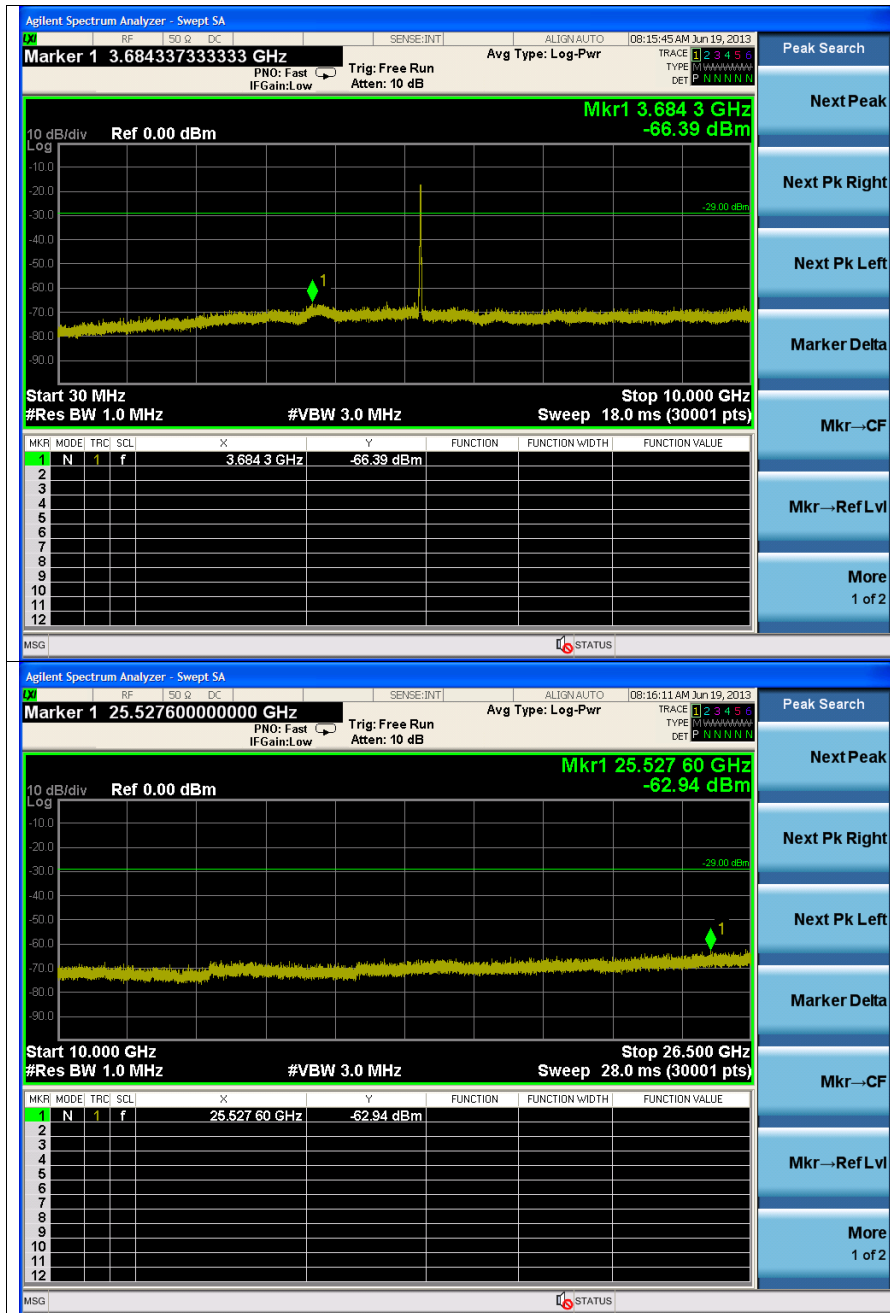 Agilent Spectrum Analyzer - Swept SA
LXI RF 50 Ω DC SENSE:INT ALIGN AUTO 08:15:45 AM Jun 19, 2013
Marker 1 3.684337333333 GHz
PNO: Fast
IFGain:Low
Trig: Free Run
Atten: 10 dB
Avg Type: Log-Pwr
TRACE 1 2 3 4 5 6
TYPE M W W W W W
DET P N N N N N
Peak Search
Mkr1 3.684 3 GHz
-66.39 dBm
10 dB/div Ref 0.00 dBm
Log
-10.0
-20.0
-30.0
-40.0
-50.0
-60.0
-70.0
-80.0
-90.0
-29.00 dBm
1
Start 30 MHz Stop 10.000 GHz
#Res BW 1.0 MHz #VBW 3.0 MHz Sweep 18.0 ms (30001 pts)
MKR MODE TRC SCL X Y FUNCTION FUNCTION WIDTH FUNCTION VALUE
1 N 1 f 3.684 3 GHz -66.39 dBm
2
3
4
5
6
7
8
9
10
11
12
MSG STATUS
Next Peak
Next Pk Right
Next Pk Left
Marker Delta
Mkr→CF
Mkr→Ref Lvl
More
1 of 2
Agilent Spectrum Analyzer - Swept SA
LXI RF 50 Ω DC SENSE:INT ALIGN AUTO 08:16:11 AM Jun 19, 2013
Marker 1 25.527600000000 GHz
PNO: Fast
IFGain:Low
Trig: Free Run
Atten: 10 dB
Avg Type: Log-Pwr
TRACE 1 2 3 4 5 6
TYPE M W W W W W
DET P N N N N N
Peak Search
Mkr1 25.527 60 GHz
-62.94 dBm
10 dB/div Ref 0.00 dBm
Log
-10.0
-20.0
-30.0
-40.0
-50.0
-60.0
-70.0
-80.0
-90.0
-29.00 dBm
1
Start 10.000 GHz Stop 26.500 GHz
#Res BW 1.0 MHz #VBW 3.0 MHz Sweep 28.0 ms (30001 pts)
MKR MODE TRC SCL X Y FUNCTION FUNCTION WIDTH FUNCTION VALUE
1 N 1 f 25.527 60 GHz -62.94 dBm
2
3
4
5
6
7
8
9
10
11
12
MSG STATUS
Next Peak
Next Pk Right
Next Pk Left
Marker Delta
Mkr→CF
Mkr→Ref Lvl
More
1 of 2